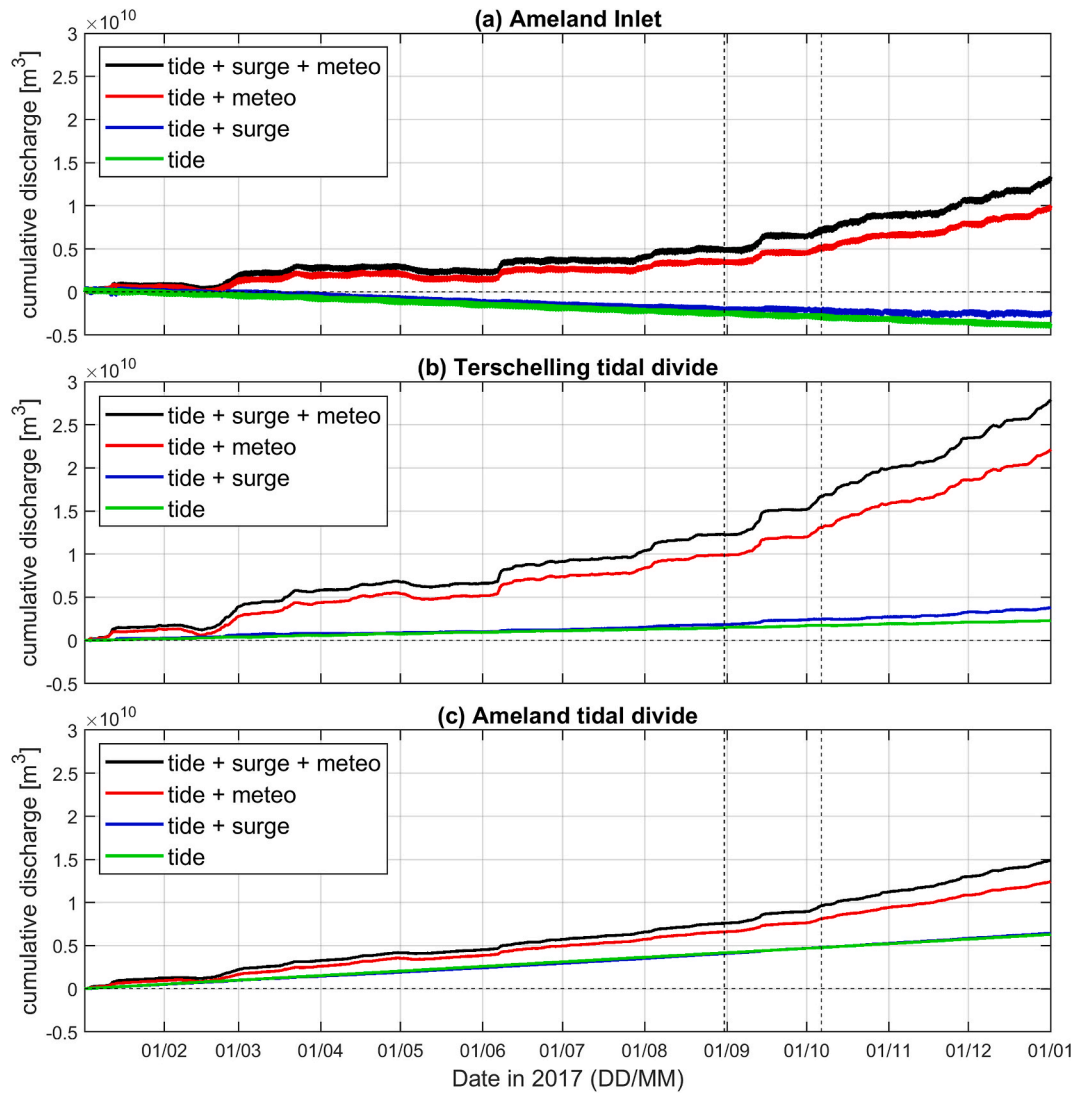 (a) Ameland Inlet
×10^10
3
2.5
2
1.5
1
0.5
0
-0.5
cumulative discharge [m^3]
tide + surge + meteo
tide + meteo
tide + surge
tide
(b) Terschelling tidal divide
×10^10
3
2.5
2
1.5
1
0.5
0
-0.5
cumulative discharge [m^3]
tide + surge + meteo
tide + meteo
tide + surge
tide
(c) Ameland tidal divide
×10^10
3
2.5
2
1.5
1
0.5
0
-0.5
cumulative discharge [m^3]
tide + surge + meteo
tide + meteo
tide + surge
tide
01/02 01/03 01/04 01/05 01/06 01/07 01/08 01/09 01/10 01/11 01/12 01/01
Date in 2017 (DD/MM)